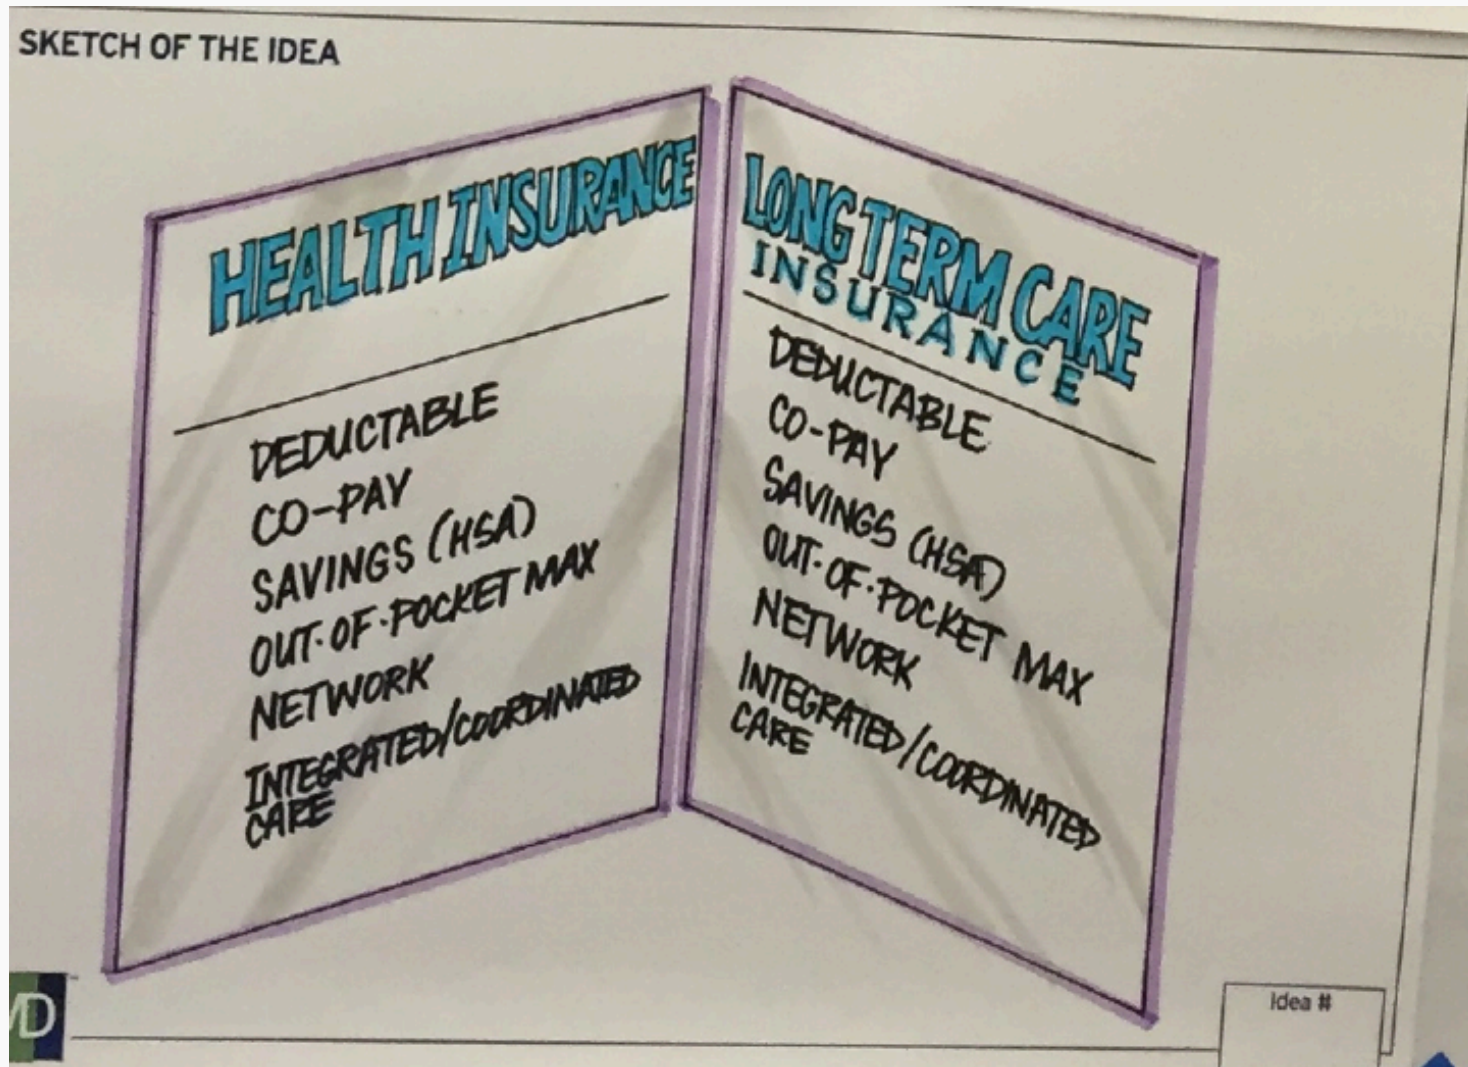 SKETCH OF THE IDEA
HEALTH INSURANCE
DEDUCTABLE
CO-PAY
SAVINGS (HSA)
OUT-OF-POCKET MAX
NETWORK
INTEGRATED/COORDINATED
CARE
LONG TERM CARE
INSURANCE
DEDUCTABLE
CO-PAY
SAVINGS (HSA)
OUT-OF-POCKET MAX
NETWORK
INTEGRATED/COORDINATED
CARE
Idea #